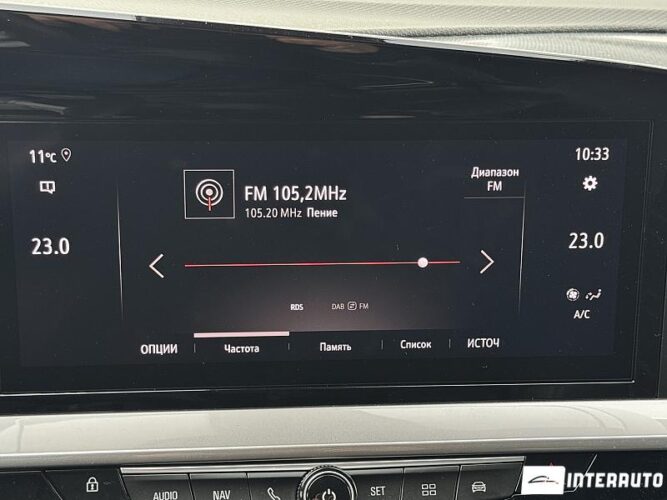 11°C
10:33
FM 105,2MHz
105.20 MHz Пение
Диапазон
FM
23.0
23.0
RDS
DAB FM
A/C
ОПЦИИ
Частота
Память
Список
ИСТОЧ
AUDIO
NAV
SET
INTERAUTO